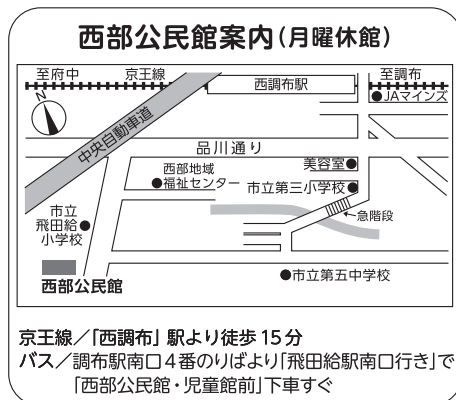 西部公民館案内(月曜休館)
至府中
京王線
西調布駅
至調布
●JAマインズ
N
中央自動車道
品川通り
美容室●
西部地域
●福祉センター
市立第三小学校●
←急階段
市立
飛田給●
小学校
西部公民館
●市立第五中学校
京王線/「西調布」駅より徒歩15分
バス/調布駅南口4番のりばより「飛田給駅南口行き」で
「西部公民館・児童館前」下車すぐ